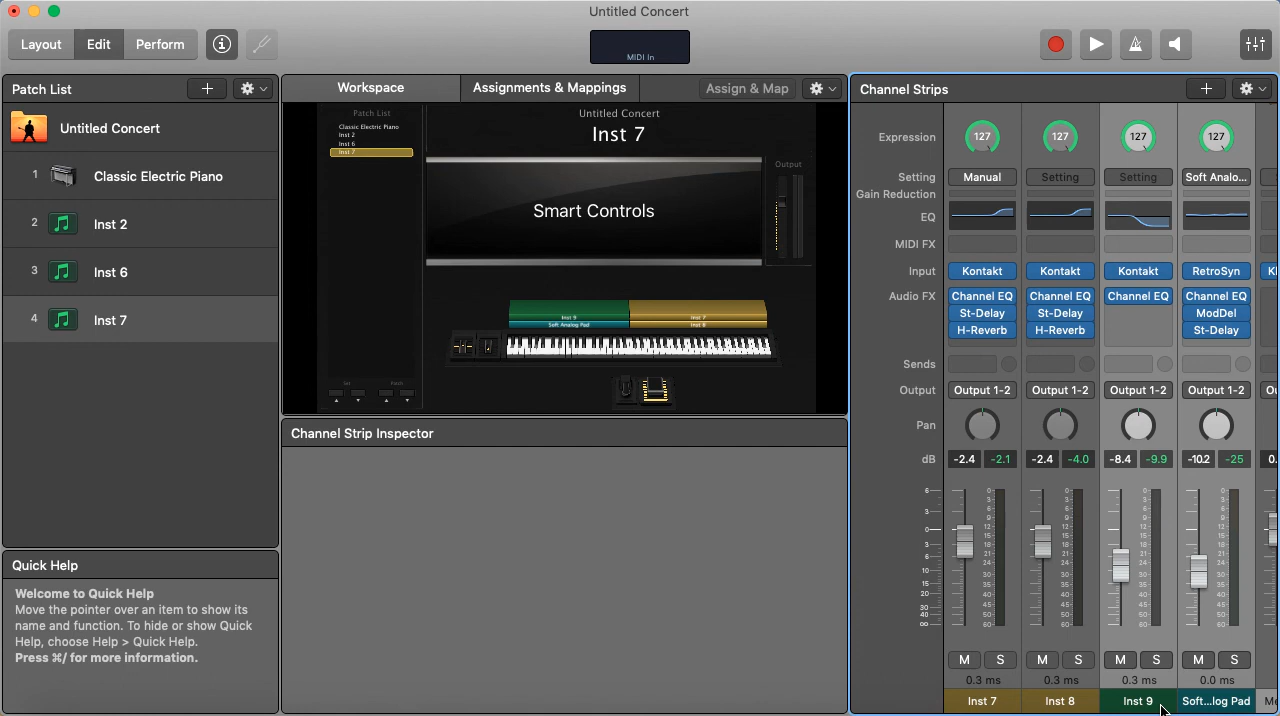 Untitled Concert
Layout
Edit
Perform
MIDI In
Patch List
Untitled Concert
1 Classic Electric Piano
2 Inst 2
3 Inst 6
4 Inst 7
Quick Help
Welcome to Quick Help
Move the pointer over an item to show its
name and function. To hide or show Quick
Help, choose Help > Quick Help.
Press ⌘/ for more information.
Workspace
Assignments & Mappings
Assign & Map
Patch List
Classic Electric Piano
Inst 2
Inst 6
Inst 7
Untitled Concert
Inst 7
Smart Controls
Output
Inst 9
Inst 7
Soft Analog Pad
Inst 8
Set
Patch
Channel Strip Inspector
Channel Strips
Expression 127 127 127 127
Setting Manual Setting Setting Soft Analo...
Gain Reduction
EQ
MIDI FX
Input Kontakt Kontakt Kontakt RetroSyn
Audio FX Channel EQ Channel EQ Channel EQ Channel EQ
St-Delay St-Delay ModDel
H-Reverb H-Reverb St-Delay
Sends
Output Output 1-2 Output 1-2 Output 1-2 Output 1-2
Pan
dB -2.4 -2.1 -2.4 -4.0 -8.4 -9.9 -10.2 -25
M S M S M S M S
0.3 ms 0.3 ms 0.3 ms 0.0 ms
Inst 7 Inst 8 Inst 9 Soft...log Pad